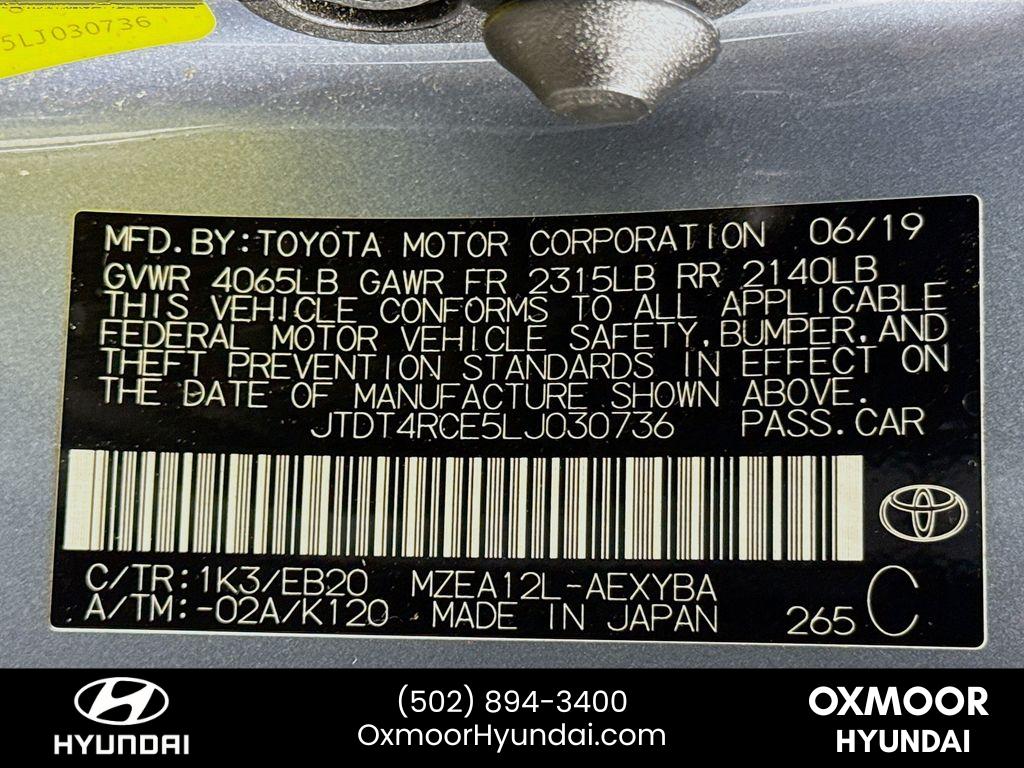 5LJ030736
MFD.BY:TOYOTA MOTOR CORPORATION 06/19
GVWR 4065LB GAWR FR 2315LB RR 2140LB
THIS VEHICLE CONFORMS TO ALL APPLICABLE
FEDERAL MOTOR VEHICLE SAFETY,BUMPER,AND
THEFT PREVENTION STANDARDS IN EFFECT ON
THE DATE OF MANUFACTURE SHOWN ABOVE.
JTDT4RCE5LJ030736 PASS.CAR
C/TR:1K3/EB20 MZEA12L-AEXYBA
A/TM:-02A/K120 MADE IN JAPAN 265 C
HYUNDAI
(502) 894-3400
OxmoorHyundai.com
OXMOOR
HYUNDAI